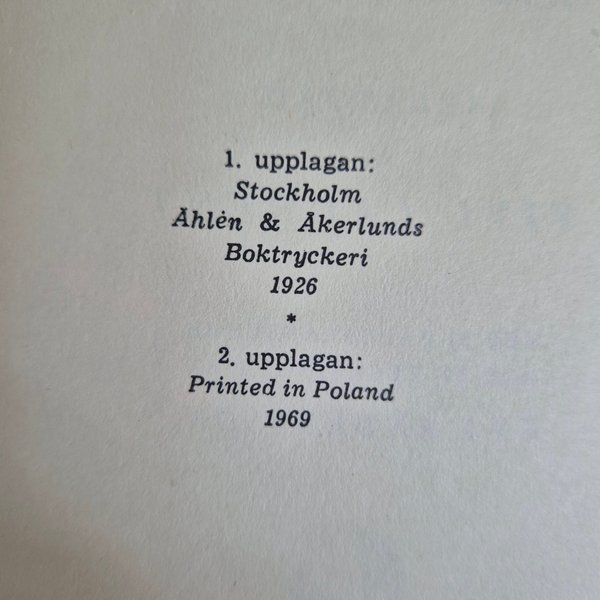 1. upplagan:
Stockholm
Åhlén & Åkerlunds
Boktryckeri
1926
*
2. upplagan:
Printed in Poland
1969